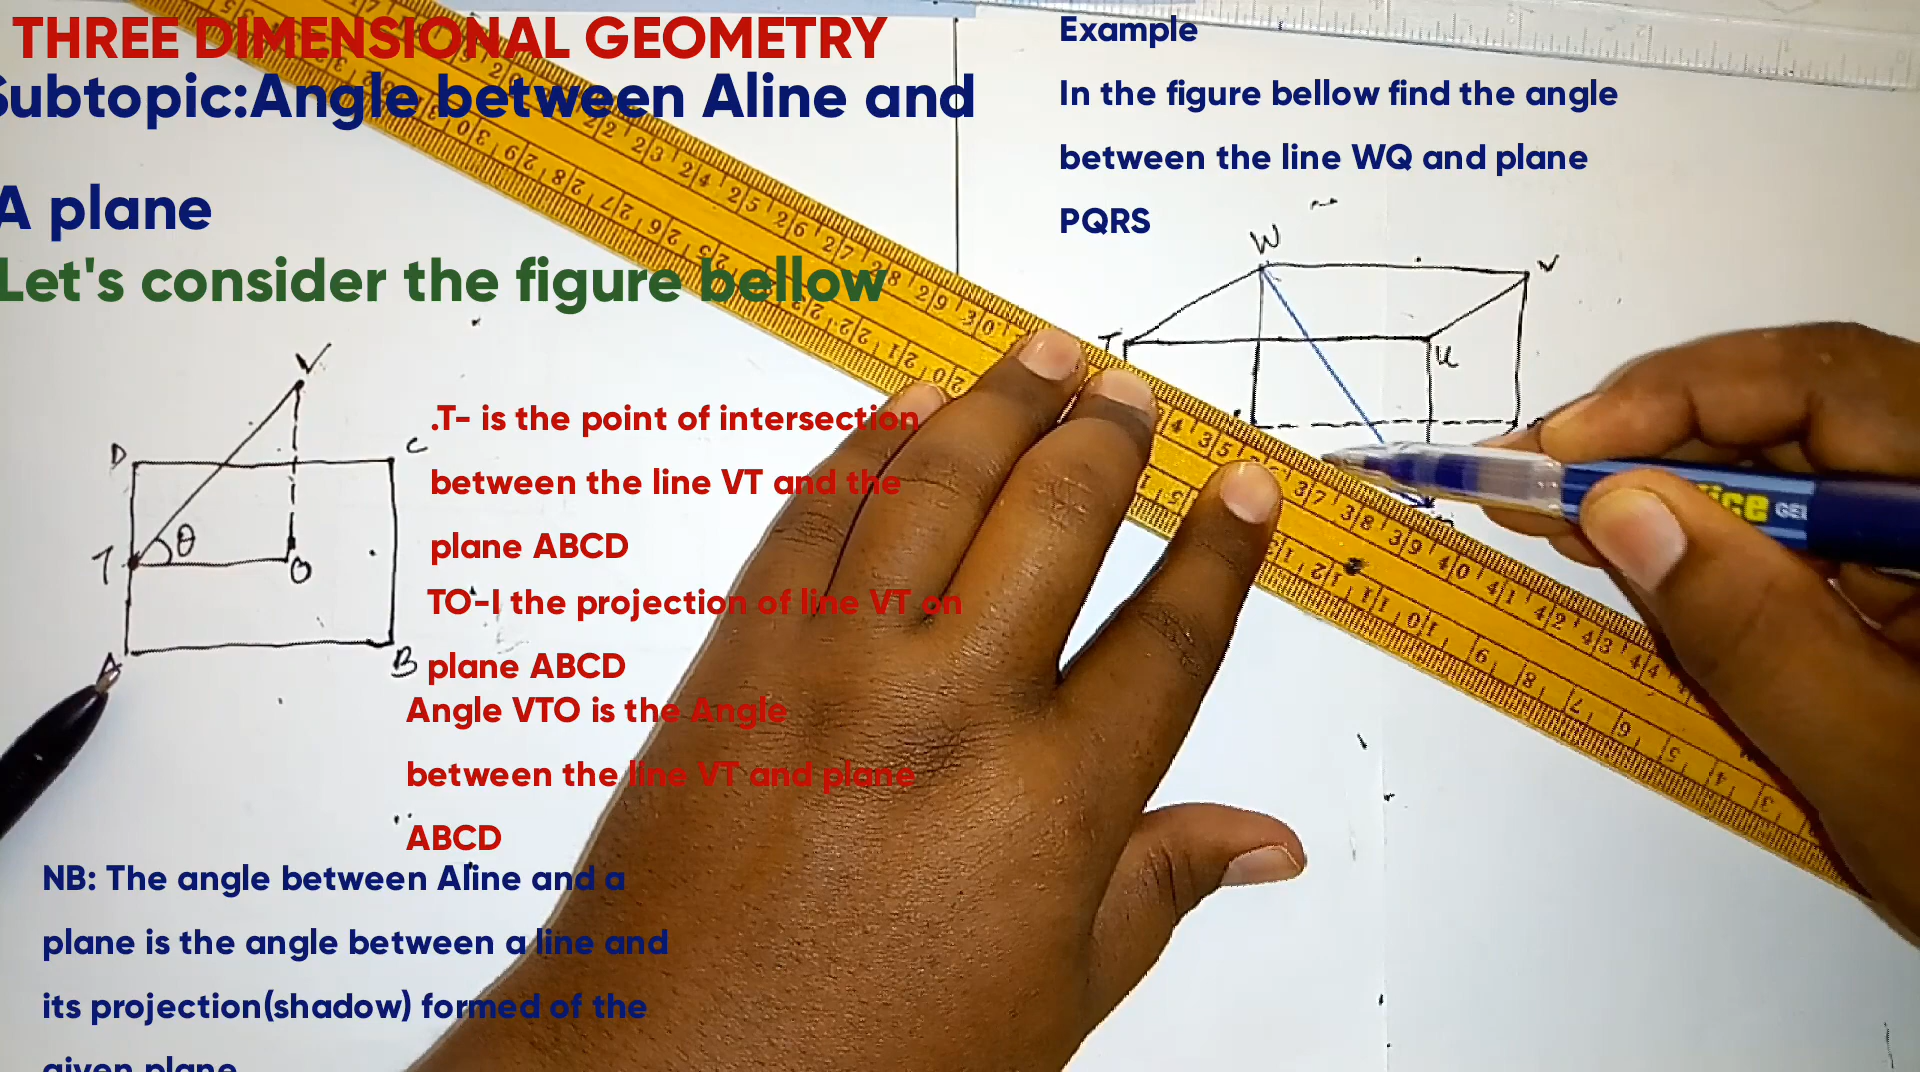 THREE DIMENSIONAL GEOMETRY
Subtopic:Angle between Aline and
A plane
Let's consider the figure bellow
V
D
C
T
θ
O
A
B
.T- is the point of intersection
between the line VT and the
plane ABCD
TO-I the projection of line VT on
plane ABCD
Angle VTO is the Angle
between the line VT and plane
ABCD
NB: The angle between Aline and a
plane is the angle between a line and
its projection(shadow) formed of the
given plane
Example
In the figure bellow find the angle
between the line WQ and plane
PQRS
W
V
T
U
ice GEL